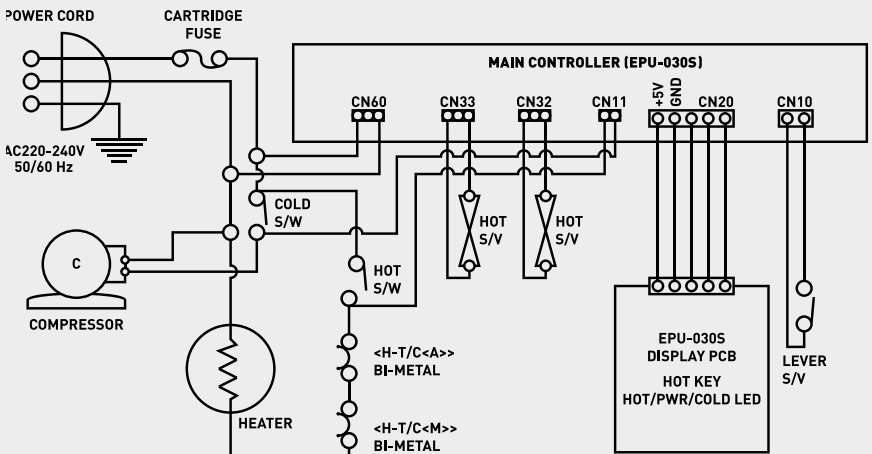 POWER CORD
CARTRIDGE
FUSE
MAIN CONTROLLER (EPU-030S)
CN60
CN33
CN32
CN11
+5V
GND
CN20
CN10
AC220-240V
50/60 Hz
COLD
S/W
HOT
S/V
HOT
S/V
C
HOT
S/W
COMPRESSOR
EPU-030S
DISPLAY PCB
HOT KEY
HOT/PWR/COLD LED
LEVER
S/V
<H-T/C<A>>
BI-METAL
HEATER
<H-T/C<M>>
BI-METAL